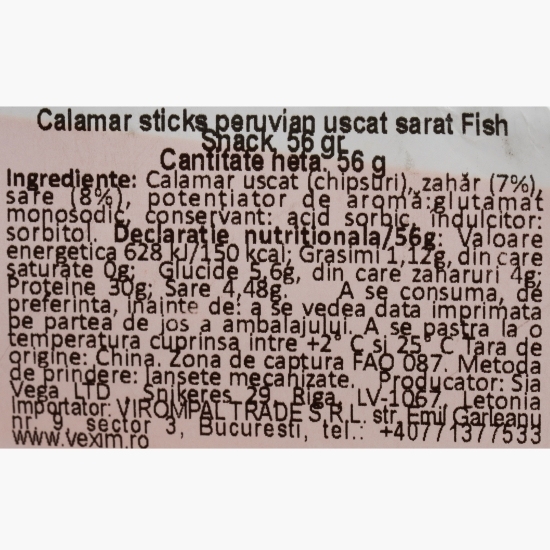 Calamar sticks peruvian uscat sarat Fish
Snack, 56 gr
Cantitate neta: 56 g
Ingrediente: Calamar uscat (chipsuri), zahăr (7%),
sare (8%), potențiator de aromă:glutamat
monosodic, conservant: acid sorbic, îndulcitor:
sorbitol. Declarație nutritionala/56g: Valoare
energetica 628 kJ/150 kcal; Grasimi 1,12g, din care
saturate 0g; Glucide 5,6g, din care zaharuri 4g;
Proteine 30g; Sare 4,48g. A se consuma, de
preferinta, înainte de: a se vedea data imprimata
pe partea de jos a ambalajului. A se pastra la o
temperatura cuprinsa intre +2° C si 25° C Tara de
origine: China. Zona de captura FAO 087. Metoda
de prindere: lansete mecanizate. Producator: Sia
Vega LTD , Snikeres 29, Riga, LV-1067, Letonia
Importator: VIROMPAL TRADE S.R.L. str. Emil Garleanu
nr. 9, sector 3, Bucuresti, tel.: +40771377533
www.vexim.ro